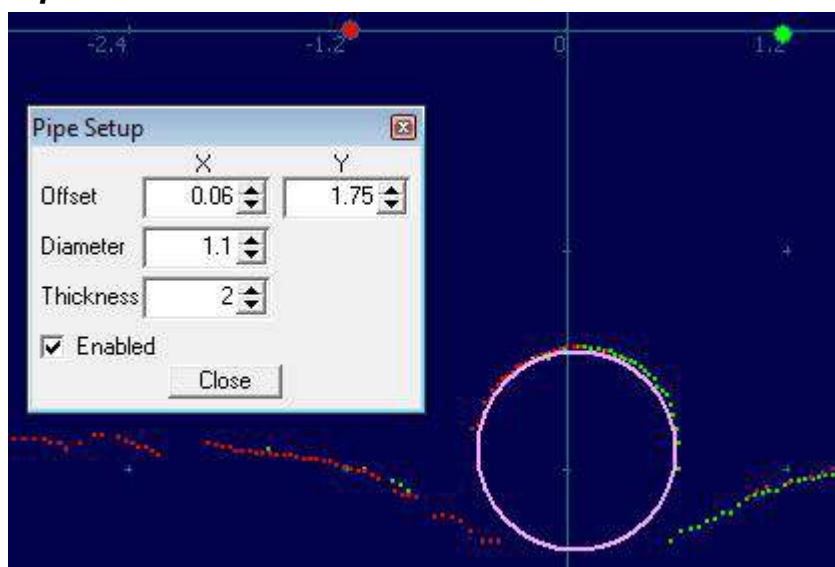 -2.4 -1.2 0 1.2
Pipe Setup
X Y
Offset 0.06 1.75
Diameter 1.1
Thickness 2
Enabled
Close